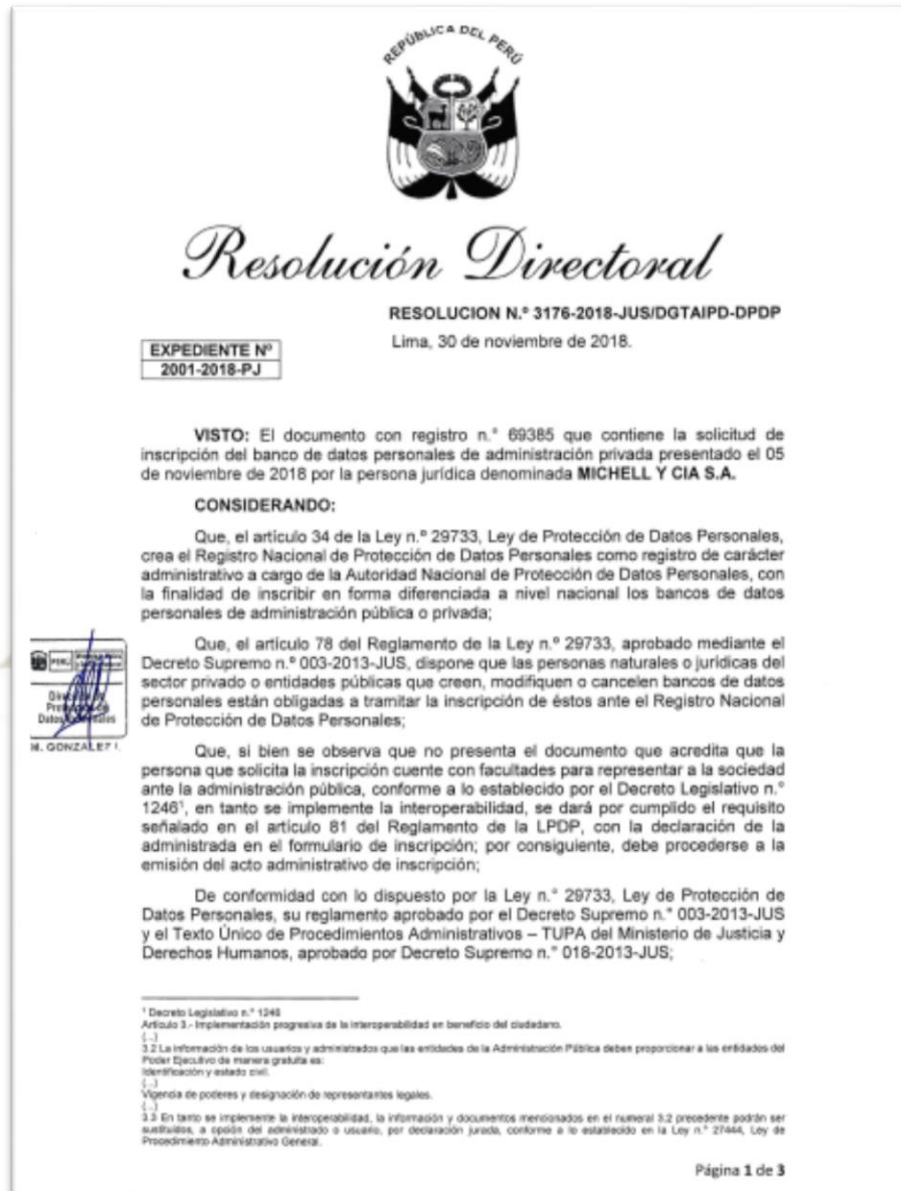 REPÚBLICA DEL PERÚ
Resolución Directoral
RESOLUCION N.º 3176-2018-JUS/DGTAIPD-DPDP
Lima, 30 de noviembre de 2018.
EXPEDIENTE Nº
2001-2018-PJ
VISTO: El documento con registro n.° 69385 que contiene la solicitud de
inscripción del banco de datos personales de administración privada presentado el 05
de noviembre de 2018 por la persona jurídica denominada MICHELL Y CIA S.A.
CONSIDERANDO:
Que, el artículo 34 de la Ley n.º 29733, Ley de Protección de Datos Personales,
crea el Registro Nacional de Protección de Datos Personales como registro de carácter
administrativo a cargo de la Autoridad Nacional de Protección de Datos Personales, con
la finalidad de inscribir en forma diferenciada a nivel nacional los bancos de datos
personales de administración pública o privada;
Que, el artículo 78 del Reglamento de la Ley n.º 29733, aprobado mediante el
Decreto Supremo n.º 003-2013-JUS, dispone que las personas naturales o jurídicas del
sector privado o entidades públicas que creen, modifiquen o cancelen bancos de datos
personales están obligadas a tramitar la inscripción de éstos ante el Registro Nacional
de Protección de Datos Personales;
PERÚ
Dirección de
Protección de
Datos Personales
M. GONZALEZ L.
Que, si bien se observa que no presenta el documento que acredita que la
persona que solicita la inscripción cuente con facultades para representar a la sociedad
ante la administración pública, conforme a lo establecido por el Decreto Legislativo n.°
1246¹, en tanto se implemente la interoperabilidad, se dará por cumplido el requisito
señalado en el artículo 81 del Reglamento de la LPDP, con la declaración de la
administrada en el formulario de inscripción; por consiguiente, debe procederse a la
emisión del acto administrativo de inscripción;
De conformidad con lo dispuesto por la Ley n.° 29733, Ley de Protección de
Datos Personales, su reglamento aprobado por el Decreto Supremo n.° 003-2013-JUS
y el Texto Único de Procedimientos Administrativos – TUPA del Ministerio de Justicia y
Derechos Humanos, aprobado por Decreto Supremo n.° 018-2013-JUS;
¹ Decreto Legislativo n.° 1246
Artículo 3.- Implementación progresiva de la interoperabilidad en beneficio del ciudadano.
(...)
3.2 La información de los usuarios y administrados que las entidades de la Administración Pública deben proporcionar a las entidades del
Poder Ejecutivo de manera gratuita es:
Identificación y estado civil.
(...)
Vigencia de poderes y designación de representantes legales.
(...)
3.3 En tanto se implemente la interoperabilidad, la información y documentos mencionados en el numeral 3.2 precedente podrán ser
sustituidos, a opción del administrado o usuario, por declaración jurada, conforme a lo establecido en la Ley n.° 27444, Ley de
Procedimiento Administrativo General.
Página 1 de 3